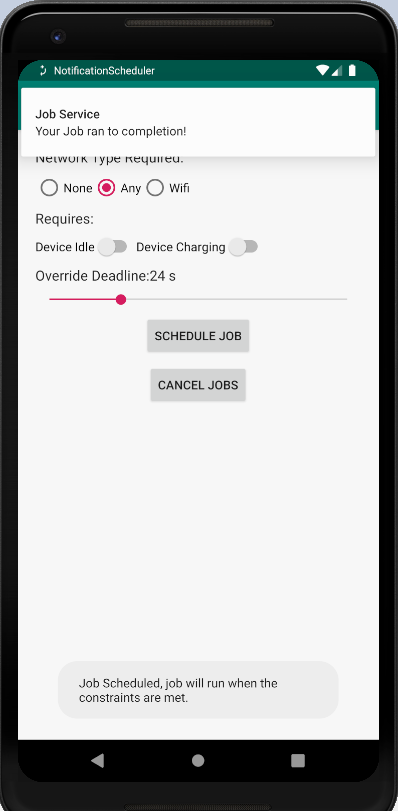 NotificationScheduler
Job Service
Your Job ran to completion!
Network Type Required:
None Any Wifi
Requires:
Device Idle Device Charging
Override Deadline:24 s
SCHEDULE JOB
CANCEL JOBS
Job Scheduled, job will run when the
constraints are met.